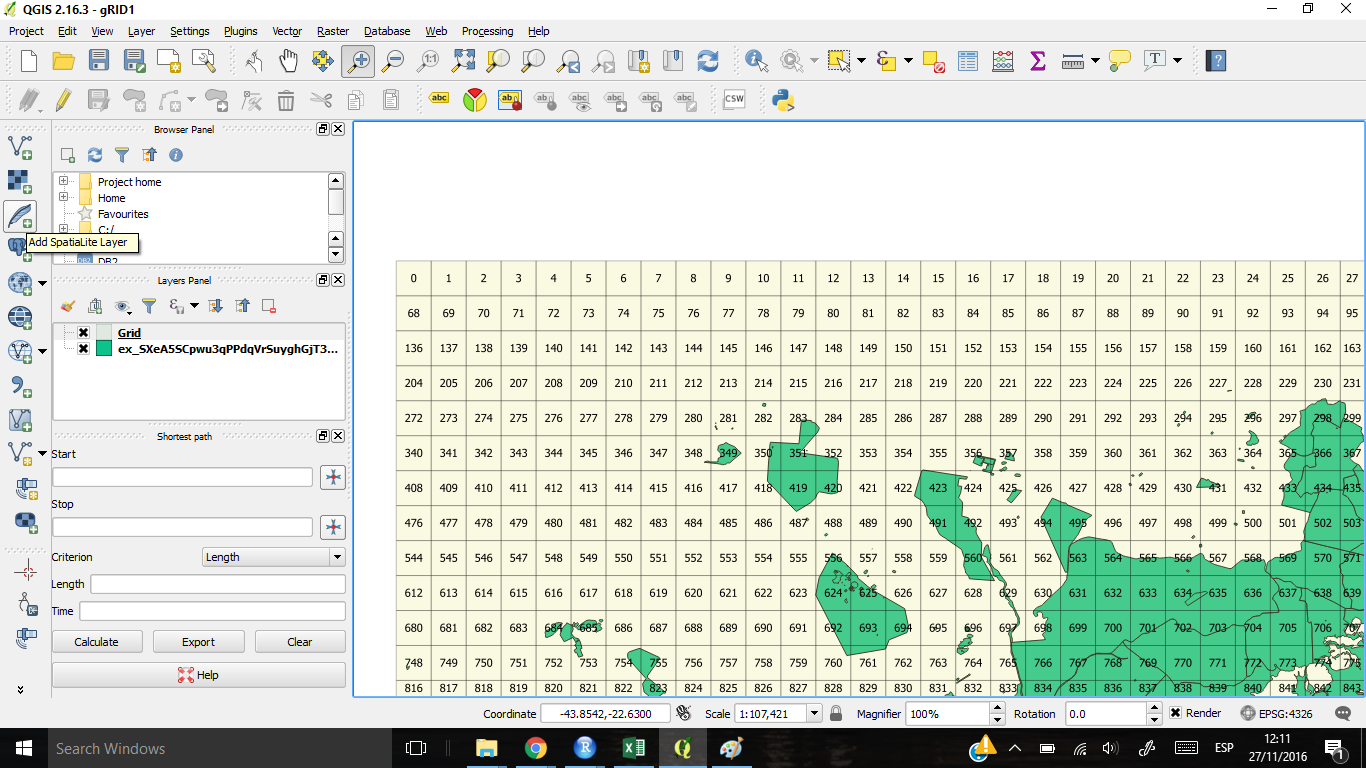 QGIS 2.16.3 - gRID1
Project Edit View Layer Settings Plugins Vector Raster Database Web Processing Help
abc ab abc abc abc abc CSW
Browser Panel
Project home
Home
Favourites
C:/
Add SpatiaLite Layer
DB2
Layers Panel
Grid
ex_SXeA5SCpwu3qPPdqVrSuyghGjT3...
Shortest path
Start
Stop
Criterion Length
Length
Time
Calculate Export Clear
Help
0 1 2 3 4 5 6 7 8 9 10 11 12 13 14 15 16 17 18 19 20 21 22 23 24 25 26 27
68 69 70 71 72 73 74 75 76 77 78 79 80 81 82 83 84 85 86 87 88 89 90 91 92 93 94 95
136 137 138 139 140 141 142 143 144 145 146 147 148 149 150 151 152 153 154 155 156 157 158 159 160 161 162 163
204 205 206 207 208 209 210 211 212 213 214 215 216 217 218 219 220 221 222 223 224 225 226 227 228 229 230 231
272 273 274 275 276 277 278 279 280 281 282 283 284 285 286 287 288 289 290 291 292 293 294 295 296 297 298 299
340 341 342 343 344 345 346 347 348 349 350 351 352 353 354 355 356 357 358 359 360 361 362 363 364 365 366 367
408 409 410 411 412 413 414 415 416 417 418 419 420 421 422 423 424 425 426 427 428 429 430 431 432 433 434 435
476 477 478 479 480 481 482 483 484 485 486 487 488 489 490 491 492 493 494 495 496 497 498 499 500 501 502 503
544 545 546 547 548 549 550 551 552 553 554 555 556 557 558 559 560 561 562 563 564 565 566 567 568 569 570 571
612 613 614 615 616 617 618 619 620 621 622 623 624 625 626 627 628 629 630 631 632 633 634 635 636 637 638 639
680 681 682 683 684 685 686 687 688 689 690 691 692 693 694 695 696 697 698 699 700 701 702 703 704 705 706 707
748 749 750 751 752 753 754 755 756 757 758 759 760 761 762 763 764 765 766 767 768 769 770 771 772 773 774 775
816 817 818 819 820 821 822 823 824 825 826 827 828 829 830 831 832 833 834 835 836 837 838 839 840 841 842 843
Coordinate -43.8542,-22.6300 Scale 1:107,421 Magnifier 100% Rotation 0.0 Render EPSG:4326
Search Windows
ESP
12:11
27/11/2016
1